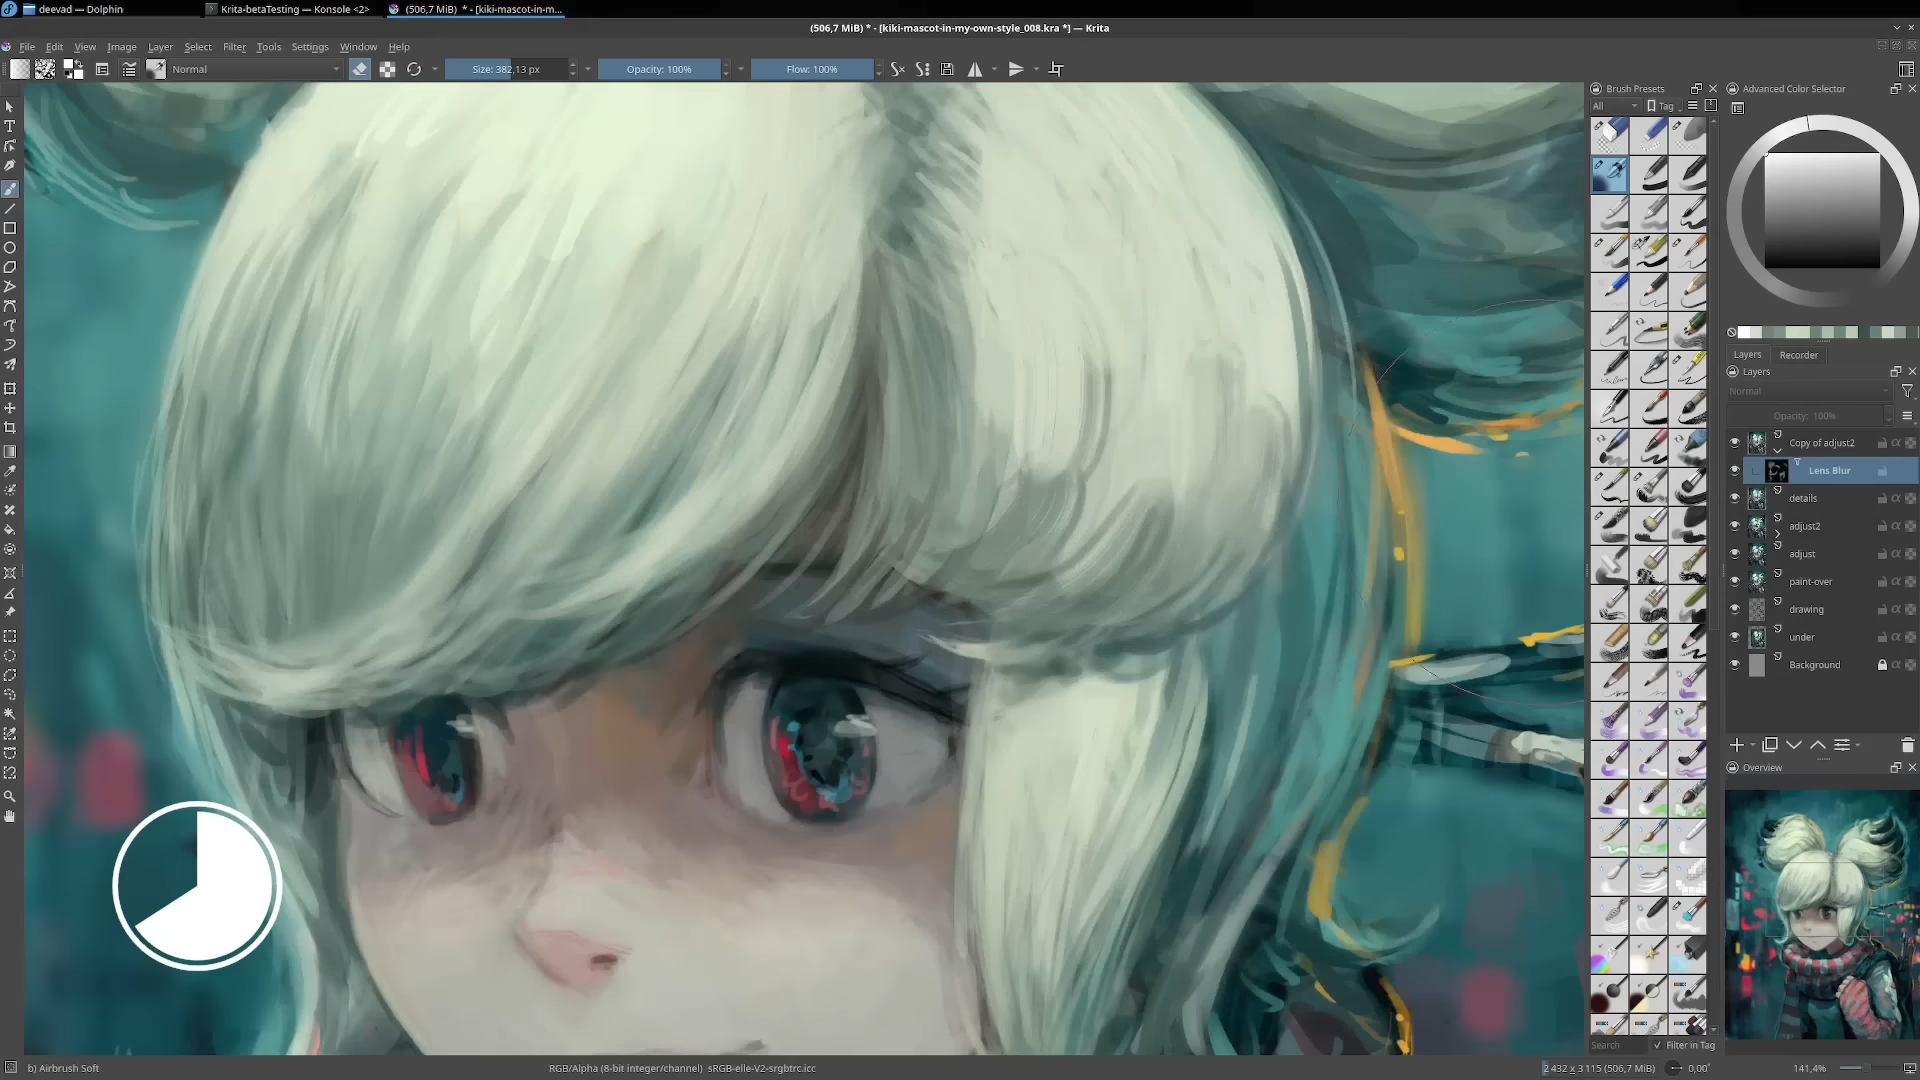 deevad — Dolphin
Krita-betaTesting — Konsole <2>
(506,7 MiB) * - [kiki-mascot-in-m...
(506,7 MiB) * - [kiki-mascot-in-my-own-style_008.kra *] — Krita
File Edit View Image Layer Select Filter Tools Settings Window Help
Normal
Size: 382,13 px
Opacity: 100%
Flow: 100%
Brush Presets
All
Tag
Advanced Color Selector
Layers
Recorder
Layers
Normal
Opacity: 100%
Copy of adjust2
Lens Blur
details
adjust2
adjust
paint-over
drawing
under
Background
Overview
Search
Filter in Tag
b) Airbrush Soft
RGB/Alpha (8-bit integer/channel) sRGB-elle-V2-srgbtrc.icc
2 432 x 3 115 (506,7 MiB)
0,00°
141,4%